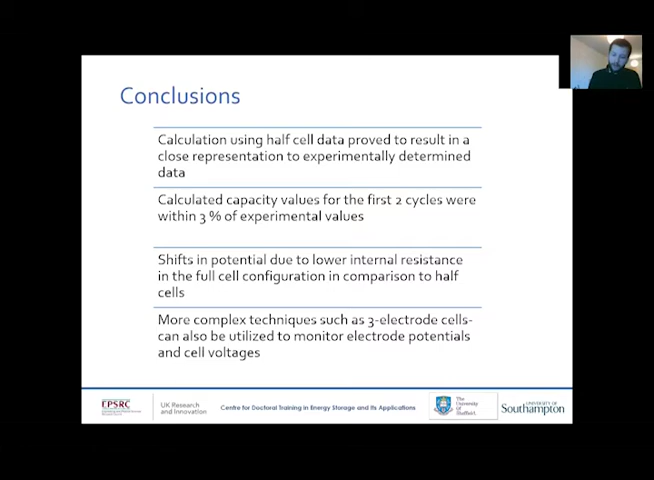 Conclusions
Calculation using half cell data proved to result in a
close representation to experimentally determined
data
Calculated capacity values for the first 2 cycles were
within 3 % of experimental values
Shifts in potential due to lower internal resistance
in the full cell configuration in comparison to half
cells
More complex techniques such as 3-electrode cells-
can also be utilized to monitor electrode potentials
and cell voltages
EPSRC
UK Research
and Innovation
Centre for Doctoral Training in Energy Storage and its Applications
The
University
of
Sheffield.
UNIVERSITY OF
Southampton